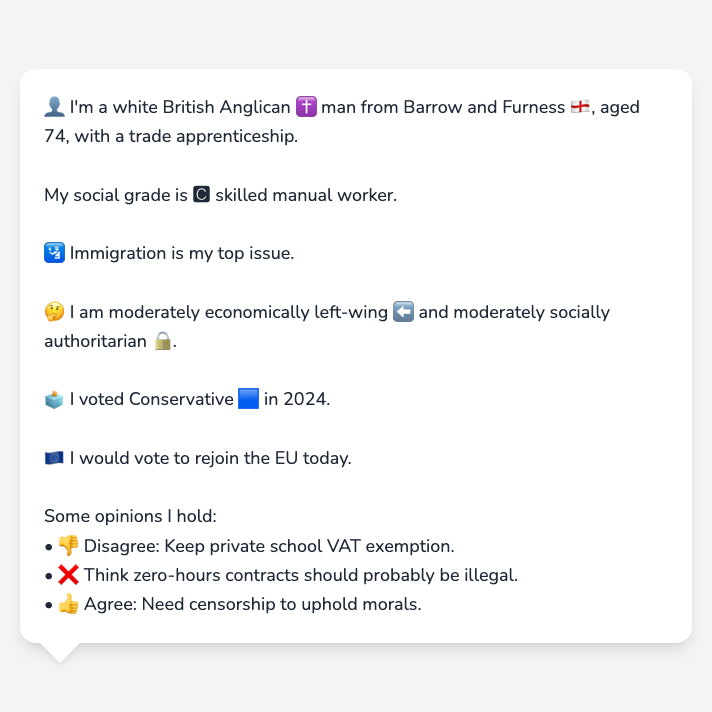 👤 I'm a white British Anglican ✝️ man from Barrow and Furness 🏴󠁧󠁢󠁥󠁮󠁧󠁿, aged
74, with a trade apprenticeship.
My social grade is 🅲 skilled manual worker.
🛂 Immigration is my top issue.
🤔 I am moderately economically left-wing ⬅️ and moderately socially
authoritarian 🔒.
🗳️ I voted Conservative 🟦 in 2024.
🇪🇺 I would vote to rejoin the EU today.
Some opinions I hold:
• 👎 Disagree: Keep private school VAT exemption.
• ❌ Think zero-hours contracts should probably be illegal.
• 👍 Agree: Need censorship to uphold morals.